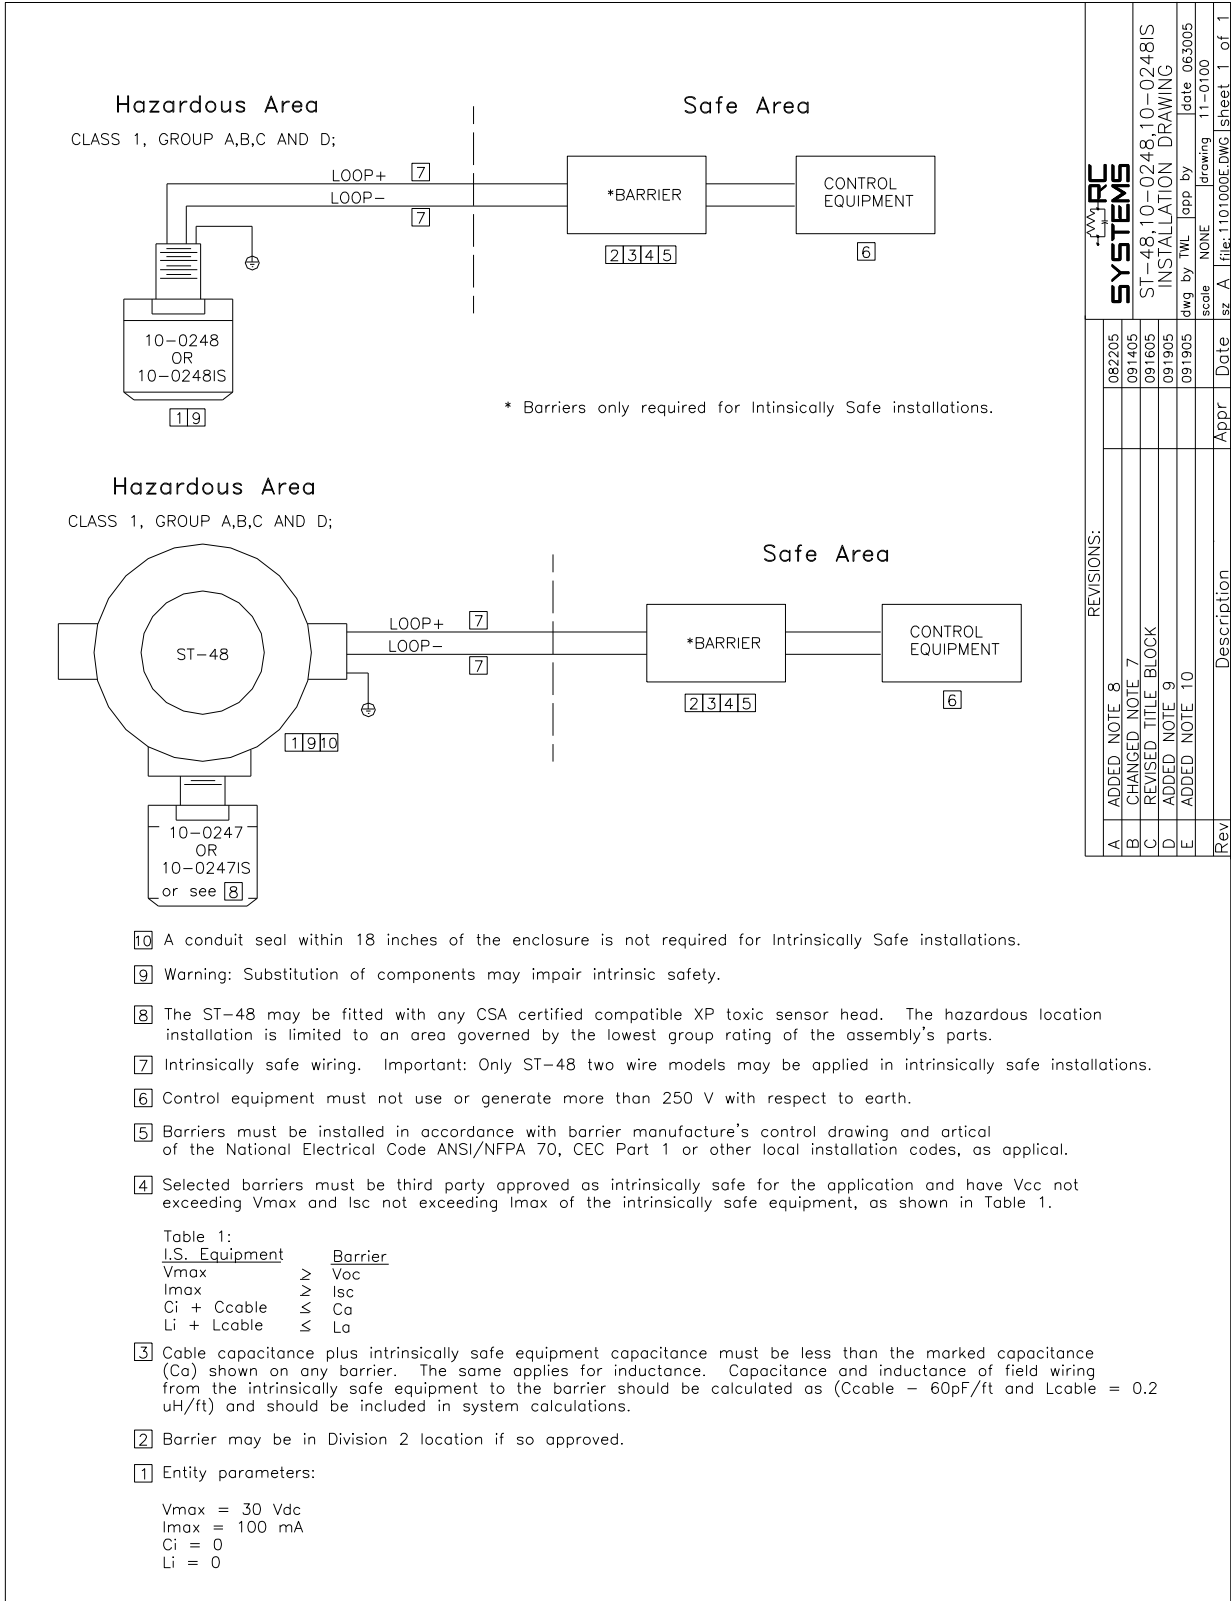 Hazardous Area
CLASS 1, GROUP A,B,C AND D;
Safe Area
LOOP+ 7
LOOP- 7
*BARRIER
2 3 4 5
CONTROL
EQUIPMENT
6
10-0248
OR
10-0248IS
1 9
* Barriers only required for Intinsically Safe installations.
Hazardous Area
CLASS 1, GROUP A,B,C AND D;
Safe Area
ST-48
LOOP+ 7
LOOP- 7
*BARRIER
2 3 4 5
CONTROL
EQUIPMENT
6
1 9 10
10-0247
OR
10-0247IS
or see 8
10 A conduit seal within 18 inches of the enclosure is not required for Intrinsically Safe installations.
9 Warning: Substitution of components may impair intrinsic safety.
8 The ST-48 may be fitted with any CSA certified compatible XP toxic sensor head. The hazardous location
installation is limited to an area governed by the lowest group rating of the assembly's parts.
7 Intrinsically safe wiring. Important: Only ST-48 two wire models may be applied in intrinsically safe installations.
6 Control equipment must not use or generate more than 250 V with respect to earth.
5 Barriers must be installed in accordance with barrier manufacture's control drawing and artical
of the National Electrical Code ANSI/NFPA 70, CEC Part 1 or other local installation codes, as applical.
4 Selected barriers must be third party approved as intrinsically safe for the application and have Vcc not
exceeding Vmax and Isc not exceeding Imax of the intrinsically safe equipment, as shown in Table 1.
Table 1:
I.S. Equipment Barrier
Vmax ≥ Voc
Imax ≥ Isc
Ci + Ccable ≤ Ca
Li + Lcable ≤ La
3 Cable capacitance plus intrinsically safe equipment capacitance must be less than the marked capacitance
(Ca) shown on any barrier. The same applies for inductance. Capacitance and inductance of field wiring
from the intrinsically safe equipment to the barrier should be calculated as (Ccable - 60pF/ft and Lcable = 0.2
uH/ft) and should be included in system calculations.
2 Barrier may be in Division 2 location if so approved.
1 Entity parameters:
Vmax = 30 Vdc
Imax = 100 mA
Ci = 0
Li = 0
REVISIONS:
A ADDED NOTE 8 082205
B CHANGED NOTE 7 091405
C REVISED TITLE BLOCK 091605
D ADDED NOTE 9 091905
E ADDED NOTE 10 091905
Rev Description Appr Date
RC
SYSTEMS
ST-48,10-0248,10-0248IS
INSTALLATION DRAWING
dwg by TWL app by date 063005
scale NONE drawing 11-0100
sz A file: 1101000E.DWG sheet 1 of 1